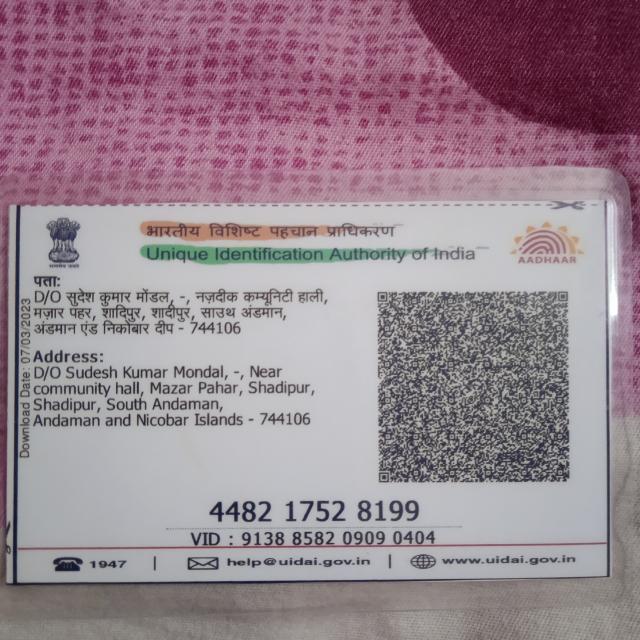 भारतीय विशिष्ट पहचान प्राधिकरण
Unique Identification Authority of India
AADHAAR
पता:
D/O सुदेश कुमार मोंडल, -, नज़दीक कम्यूनिटी हाली,
मज़ार पहर, शादिपुर, शादीपुर, साउथ अंडमान,
अंडमान एंड निकोबार दीप - 744106
Address:
D/O Sudesh Kumar Mondal, -, Near
community hall, Mazar Pahar, Shadipur,
Shadipur, South Andaman,
Andaman and Nicobar Islands - 744106
Download Date: 07/03/2023
4482 1752 8199
VID : 9138 8582 0909 0404
1947 | help@uidai.gov.in | www.uidai.gov.in